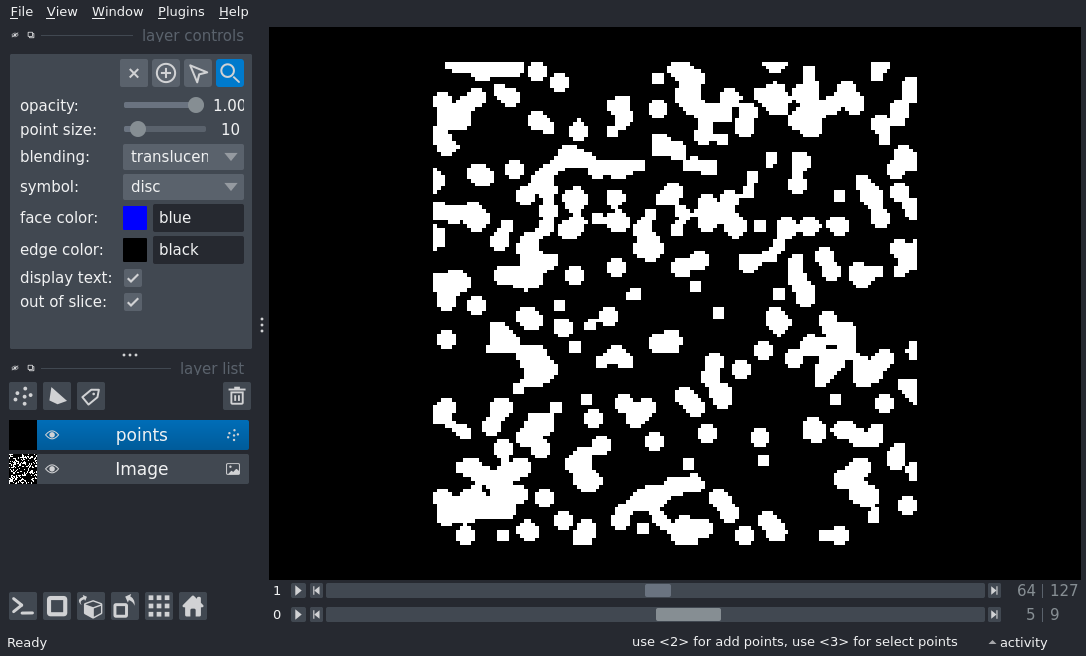 File View Window Plugins Help
layer controls
opacity: 1.00
point size: 10
blending: translucen
symbol: disc
face color: blue
edge color: black
display text:
out of slice:
layer list
points
Image
1 64 | 127
0 5 | 9
Ready use <2> for add points, use <3> for select points activity